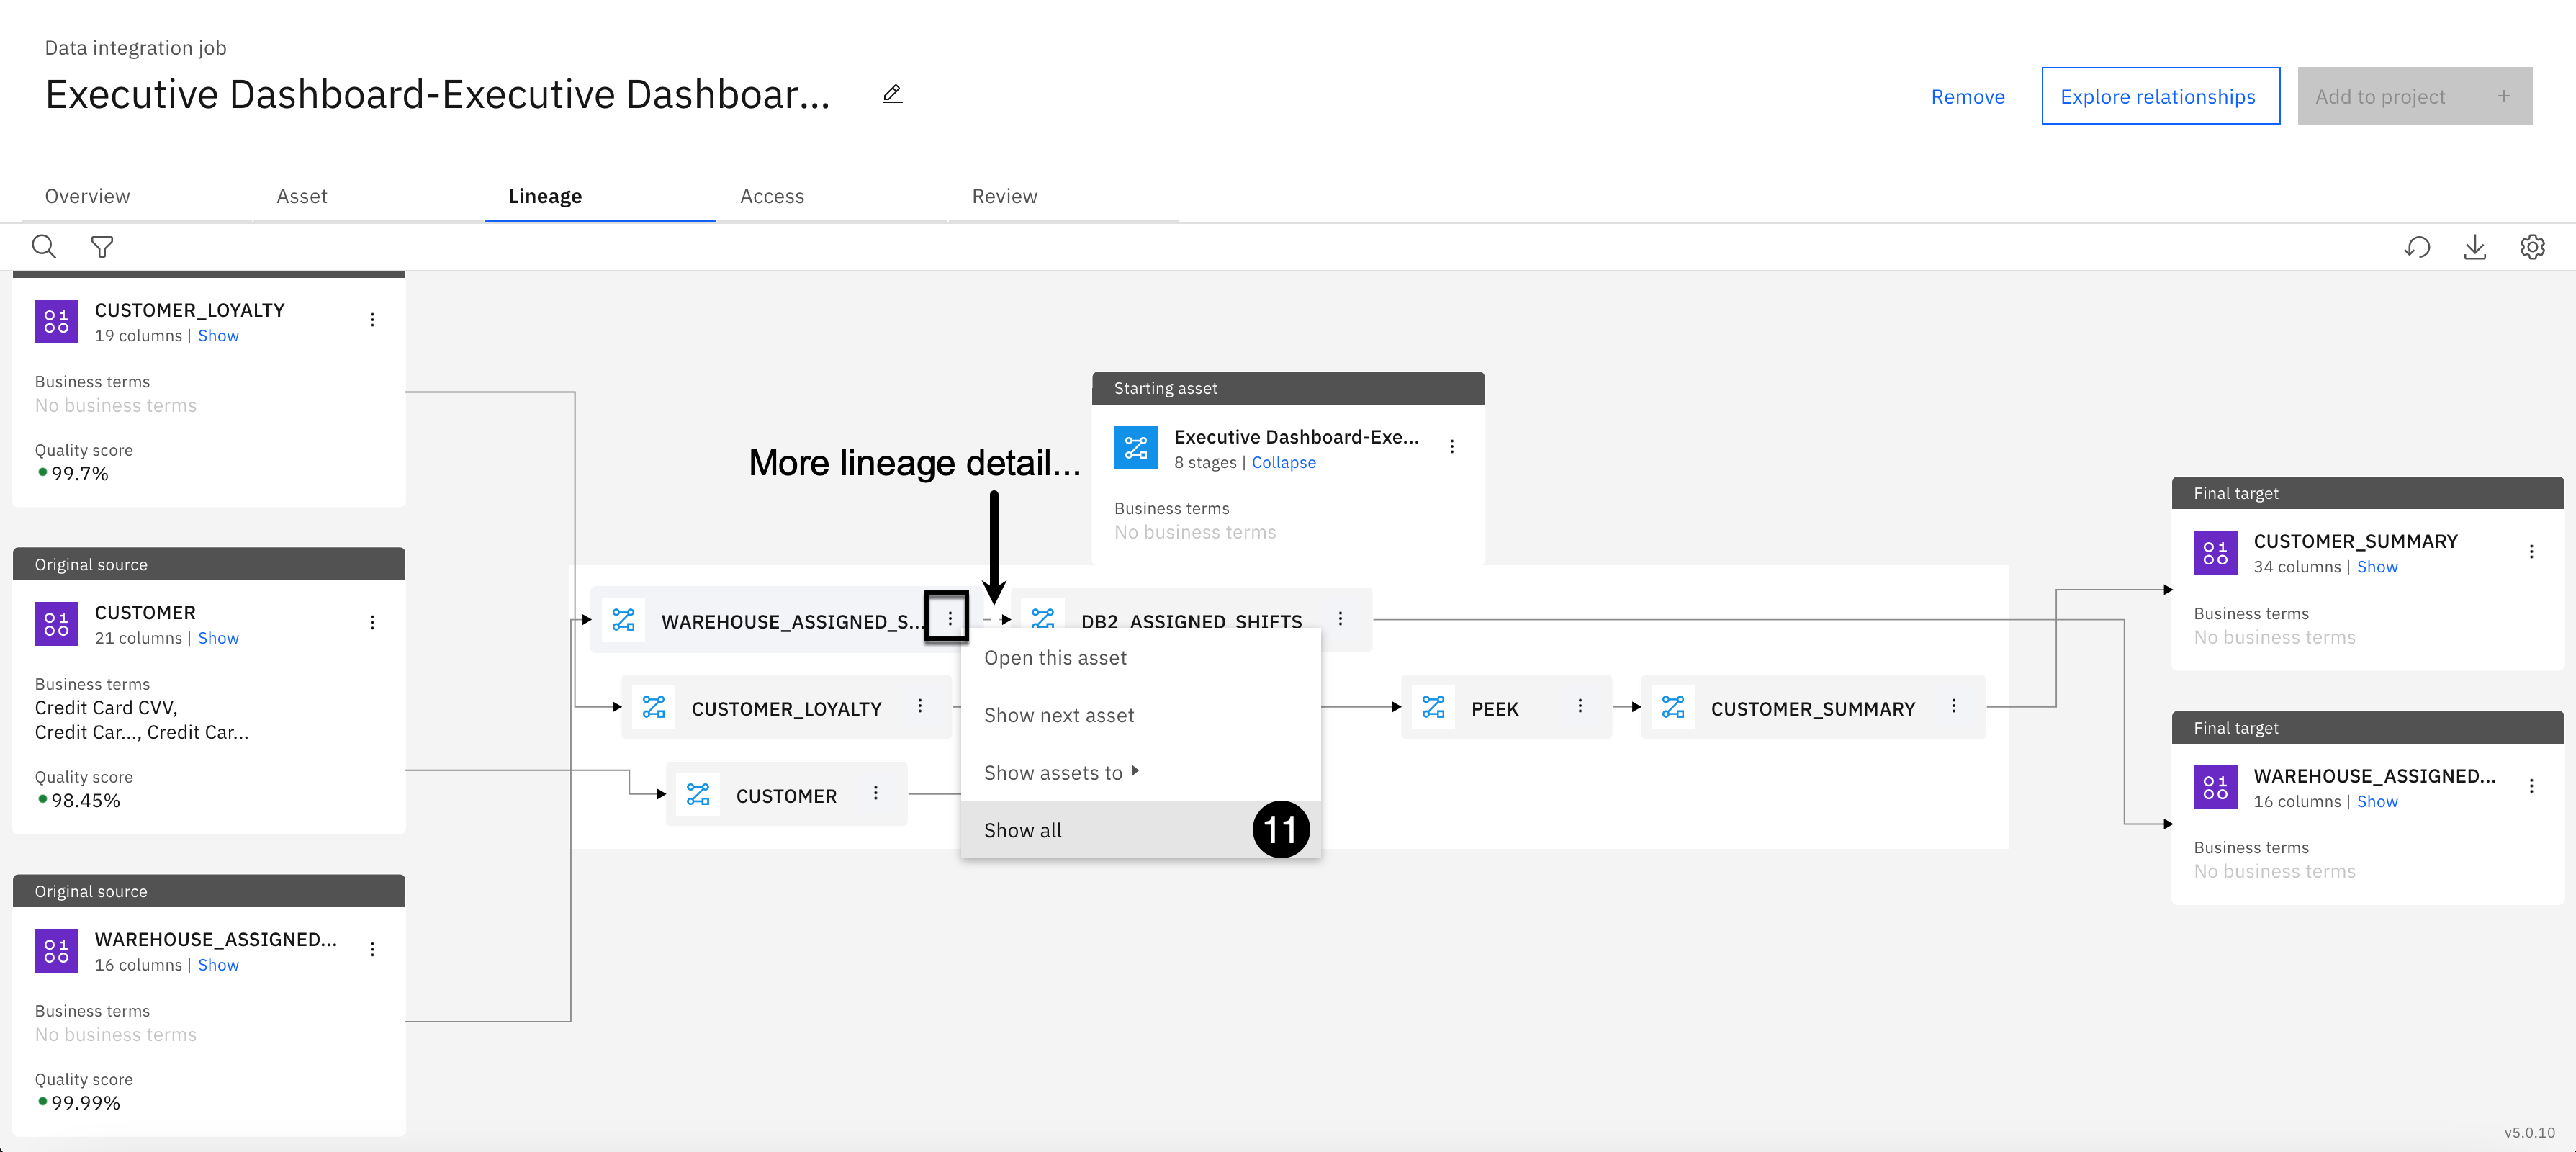 Data integration job
Executive Dashboard-Executive Dashboar...
Remove
Explore relationships
Add to project +
Overview
Asset
Lineage
Access
Review
CUSTOMER_LOYALTY
19 columns | Show
Business terms
No business terms
Quality score
99.7%
Original source
CUSTOMER
21 columns | Show
Business terms
Credit Card CVV,
Credit Car..., Credit Car...
Quality score
98.45%
Original source
WAREHOUSE_ASSIGNED...
16 columns | Show
Business terms
No business terms
Quality score
99.99%
More lineage detail...
Starting asset
Executive Dashboard-Exe...
8 stages | Collapse
Business terms
No business terms
WAREHOUSE_ASSIGNED_S...
DB2_ASSIGNED_SHIFTS
CUSTOMER_LOYALTY
CUSTOMER
Open this asset
Show next asset
Show assets to
Show all
11
PEEK
CUSTOMER_SUMMARY
Final target
CUSTOMER_SUMMARY
34 columns | Show
Business terms
No business terms
Final target
WAREHOUSE_ASSIGNED...
16 columns | Show
Business terms
No business terms
v5.0.10